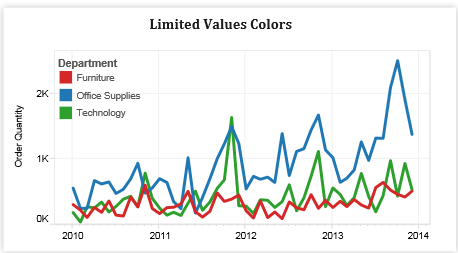 Limited Values Colors
Department
Furniture
Office Supplies
Technology
Order Quantity
2K
1K
0K
2010 2011 2012 2013 2014